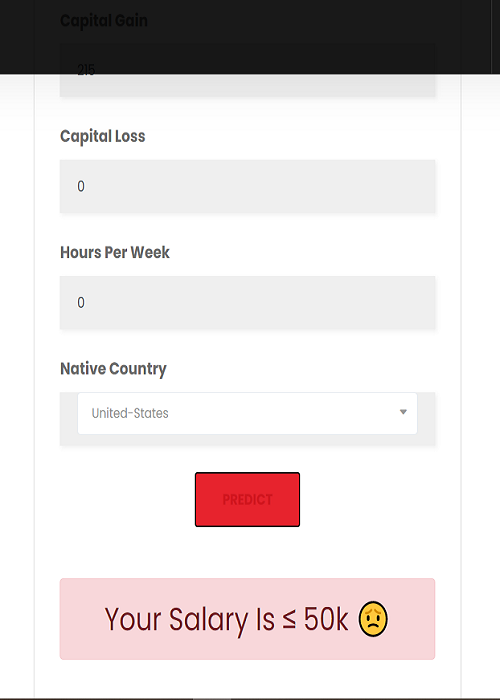 Capital Gain
215
Capital Loss
0
Hours Per Week
0
Native Country
United-States
PREDICT
Your Salary Is ≤ 50k 😟